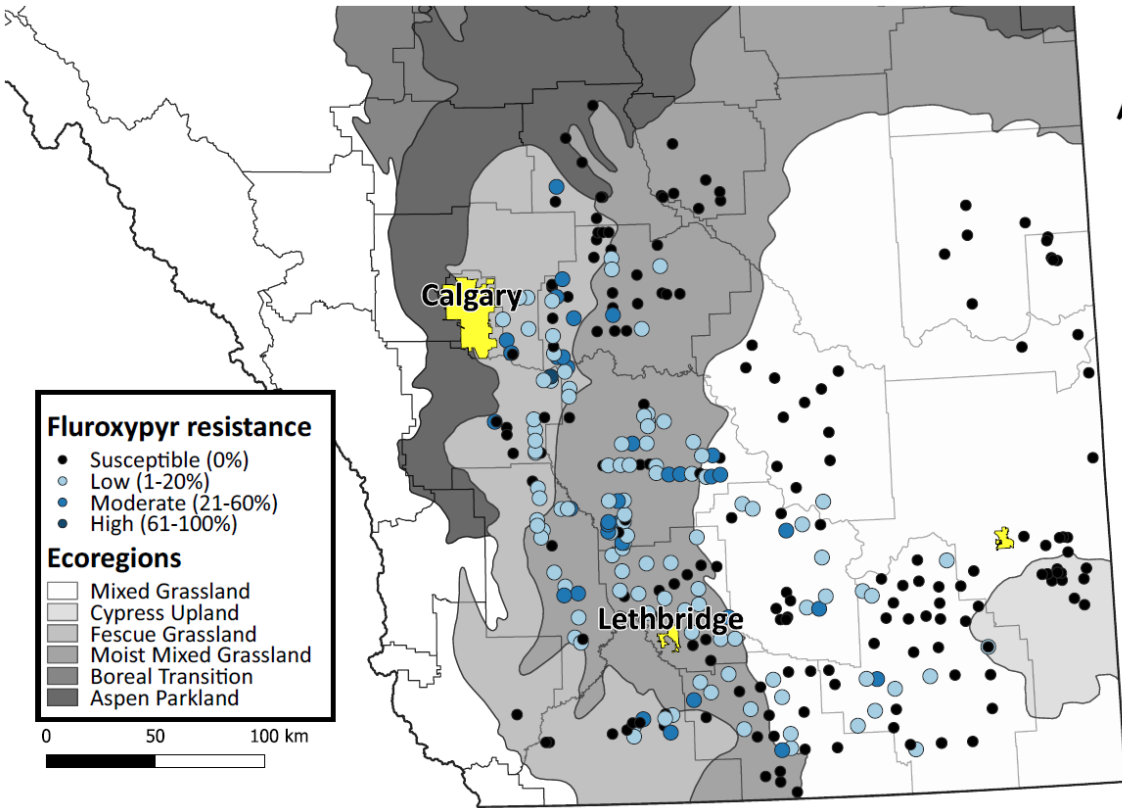 Calgary
Fluroxypyr resistance
Susceptible (0%)
Low (1-20%)
Moderate (21-60%)
High (61-100%)
Ecoregions
Mixed Grassland
Cypress Upland
Fescue Grassland
Moist Mixed Grassland
Boreal Transition
Aspen Parkland
Lethbridge
0 50 100 km